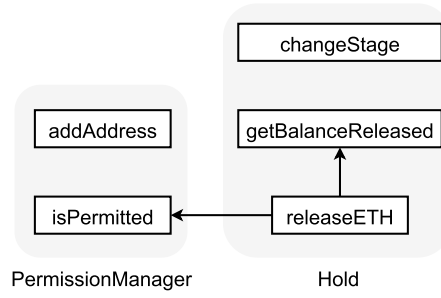 changeStage
addAddress
getBalanceReleased
isPermitted
releaseETH
PermissionManager
Hold